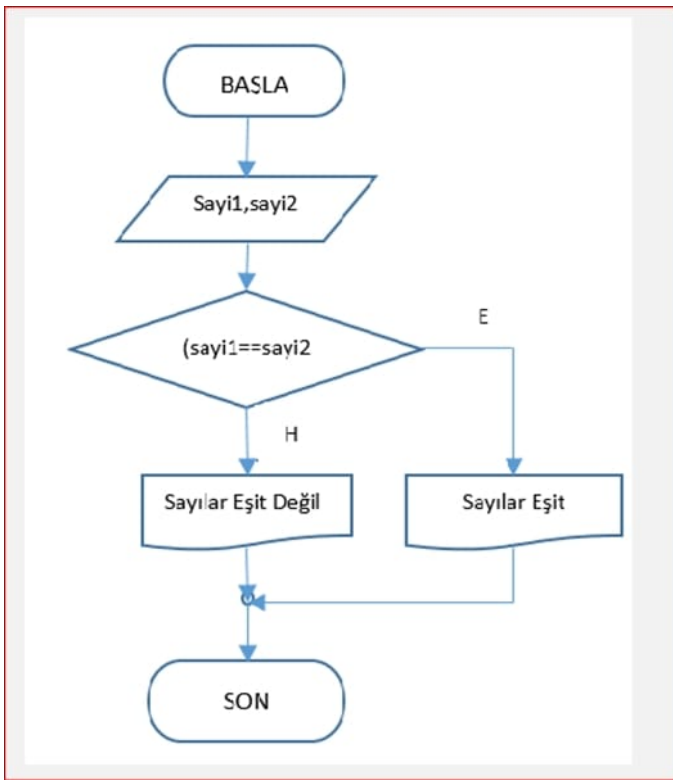 BAŞLA
Sayi1,sayi2
(sayi1==sayi2
E
H
Sayılar Eşit Değil
Sayılar Eşit
SON